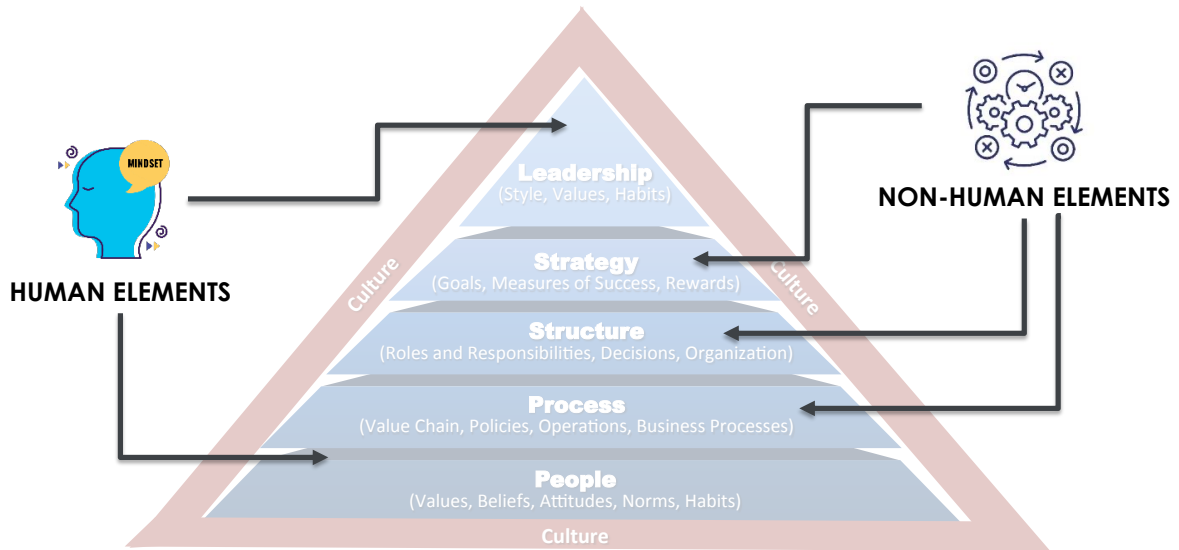 MINDSET
HUMAN ELEMENTS
NON-HUMAN ELEMENTS
Leadership
(Style, Values, Habits)
Strategy
(Goals, Measures of Success, Rewards)
Structure
(Roles and Responsibilities, Decisions, Organization)
Process
(Value Chain, Policies, Operations, Business Processes)
People
(Values, Beliefs, Attitudes, Norms, Habits)
Culture
Culture
Culture